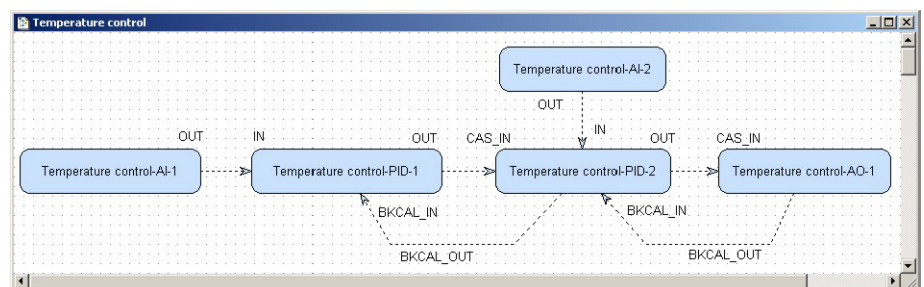 Temperature control
Temperature control-AI-2
OUT
IN
OUT
IN
OUT
CAS_IN
OUT
CAS_IN
Temperature control-AI-1
Temperature control-PID-1
Temperature control-PID-2
Temperature control-AO-1
BKCAL_IN
BKCAL_IN
BKCAL_OUT
BKCAL_OUT